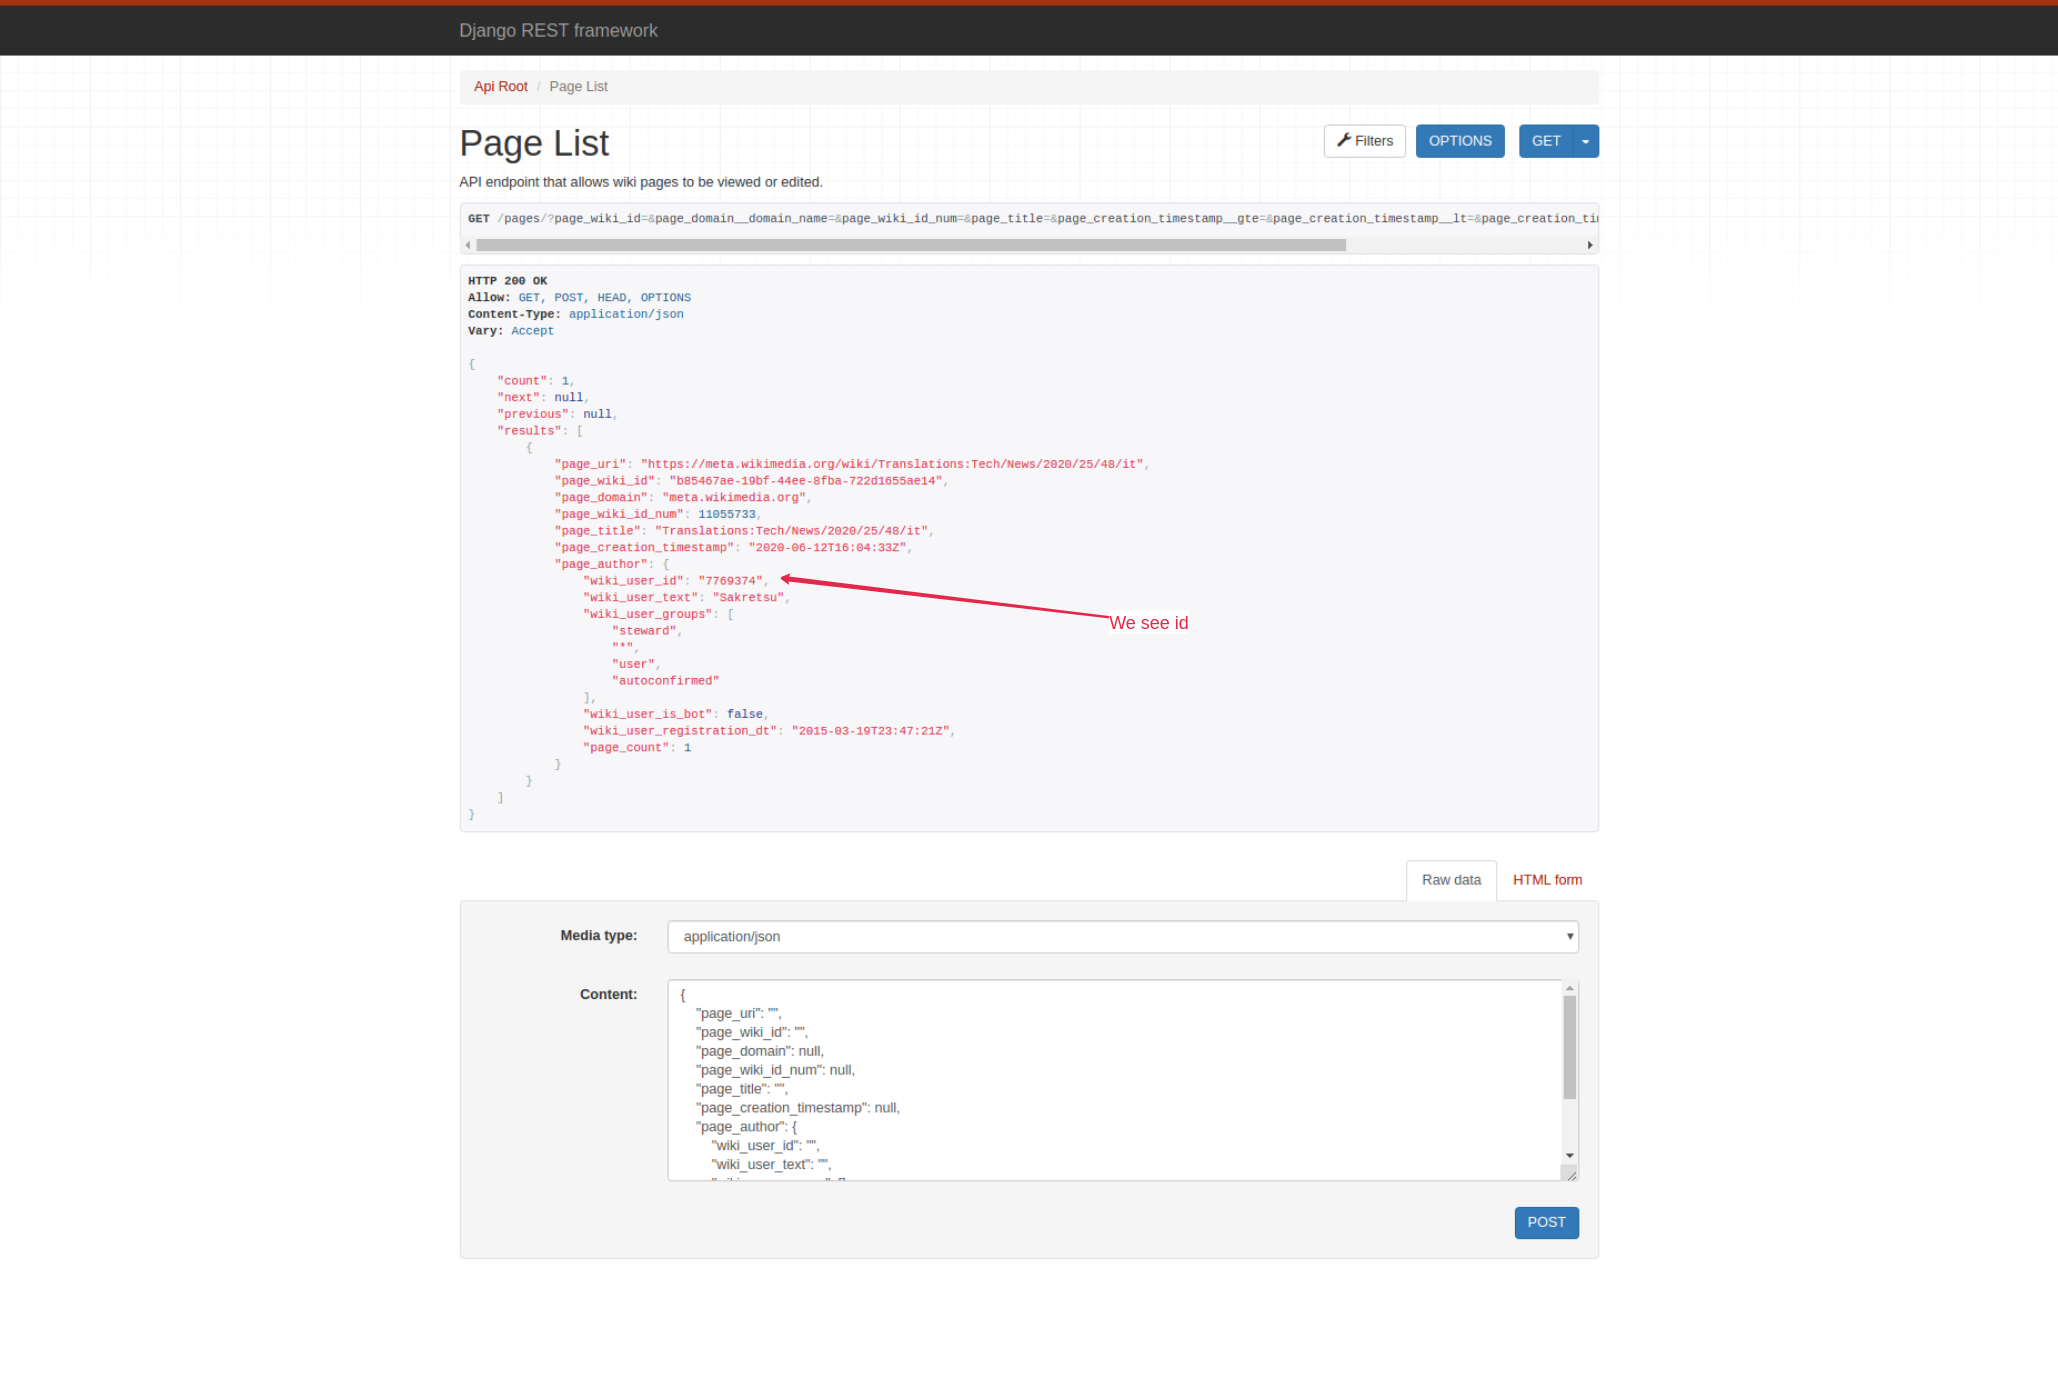 Django REST framework
Api Root / Page List
Page List
Filters
OPTIONS
GET
API endpoint that allows wiki pages to be viewed or edited.
GET /pages/?page_wiki_id=&page_domain__domain_name=&page_wiki_id_num=&page_title=&page_creation_timestamp__gte=&page_creation_timestamp__lt=&page_creation_
HTTP 200 OK
Allow: GET, POST, HEAD, OPTIONS
Content-Type: application/json
Vary: Accept
{
    "count": 1,
    "next": null,
    "previous": null,
    "results": [
        {
            "page_uri": "https://meta.wikimedia.org/wiki/Translations:Tech/News/2020/25/48/it",
            "page_wiki_id": "b85467ae-19bf-44ee-8fba-722d1655ae14",
            "page_domain": "meta.wikimedia.org",
            "page_wiki_id_num": 11055733,
            "page_title": "Translations:Tech/News/2020/25/48/it",
            "page_creation_timestamp": "2020-06-12T16:04:33Z",
            "page_author": {
                "wiki_user_id": "7769374",
                "wiki_user_text": "Sakretsu",
                "wiki_user_groups": [
We see id
                    "steward",
                    "*",
                    "user",
                    "autoconfirmed"
                ],
                "wiki_user_is_bot": false,
                "wiki_user_registration_dt": "2015-03-19T23:47:21Z",
                "page_count": 1
            }
        }
    ]
}
Raw data
HTML form
Media type:
application/json
Content:
{
    "page_uri": "",
    "page_wiki_id": "",
    "page_domain": null,
    "page_wiki_id_num": null,
    "page_title": "",
    "page_creation_timestamp": null,
    "page_author": {
        "wiki_user_id": "",
        "wiki_user_text": "",
POST